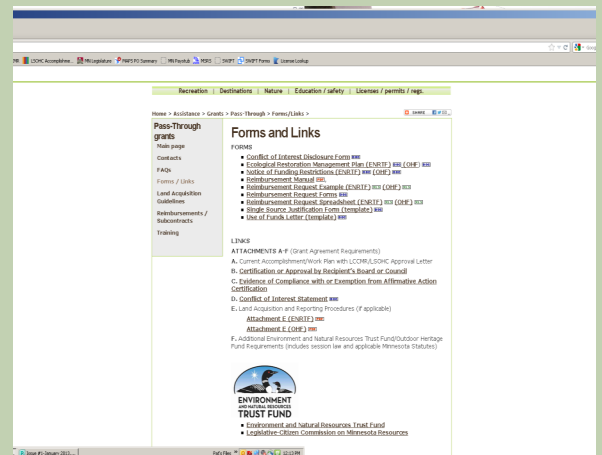 LSOHC Accomplishme...
MN Legislature
MAPS PO Summary
MN Paystub
MSRS
SWIFT
SWIFT Forms
License Lookup
Recreation | Destinations | Nature | Education / safety | Licenses / permits / regs.
Home > Assistance > Grants > Pass-Through > Forms/Links >
SHARE
Pass-Through
grants
Main page
Contacts
FAQs
Forms / Links
Land Acquisition
Guidelines
Reimbursements /
Subcontracts
Training
Forms and Links
FORMS
Conflict of Interest Disclosure Form
Ecological Restoration Management Plan (ENRTF) (OHF)
Notice of Funding Restrictions (ENRTF) (OHF)
Reimbursement Manual
Reimbursement Request Example (ENRTF) (OHF)
Reimbursement Request Forms
Reimbursement Request Spreadsheet (ENRTF) (OHF)
Single Source Justification Form (template)
Use of Funds Letter (template)
LINKS
ATTACHMENTS A-F (Grant Agreement Requirements)
A. Current Accomplishment/Work Plan with LCCMR/LSOHC Approval Letter
B. Certification or Approval by Recipient's Board or Council
C. Evidence of Compliance with or Exemption from Affirmative Action
Certification
D. Conflict of Interest Statement
E. Land Acquisition and Reporting Procedures (if applicable)
Attachment E (ENRTF)
Attachment E (OHF)
F. Additional Environment and Natural Resources Trust Fund/Outdoor Heritage
Fund Requirements (includes session law and applicable Minnesota Statutes)
ENVIRONMENT
AND NATURAL RESOURCES
TRUST FUND
Environment and Natural Resources Trust Fund
Legislative-Citizen Commission on Minnesota Resources
Issue #1-January-2013....
12:13 PM